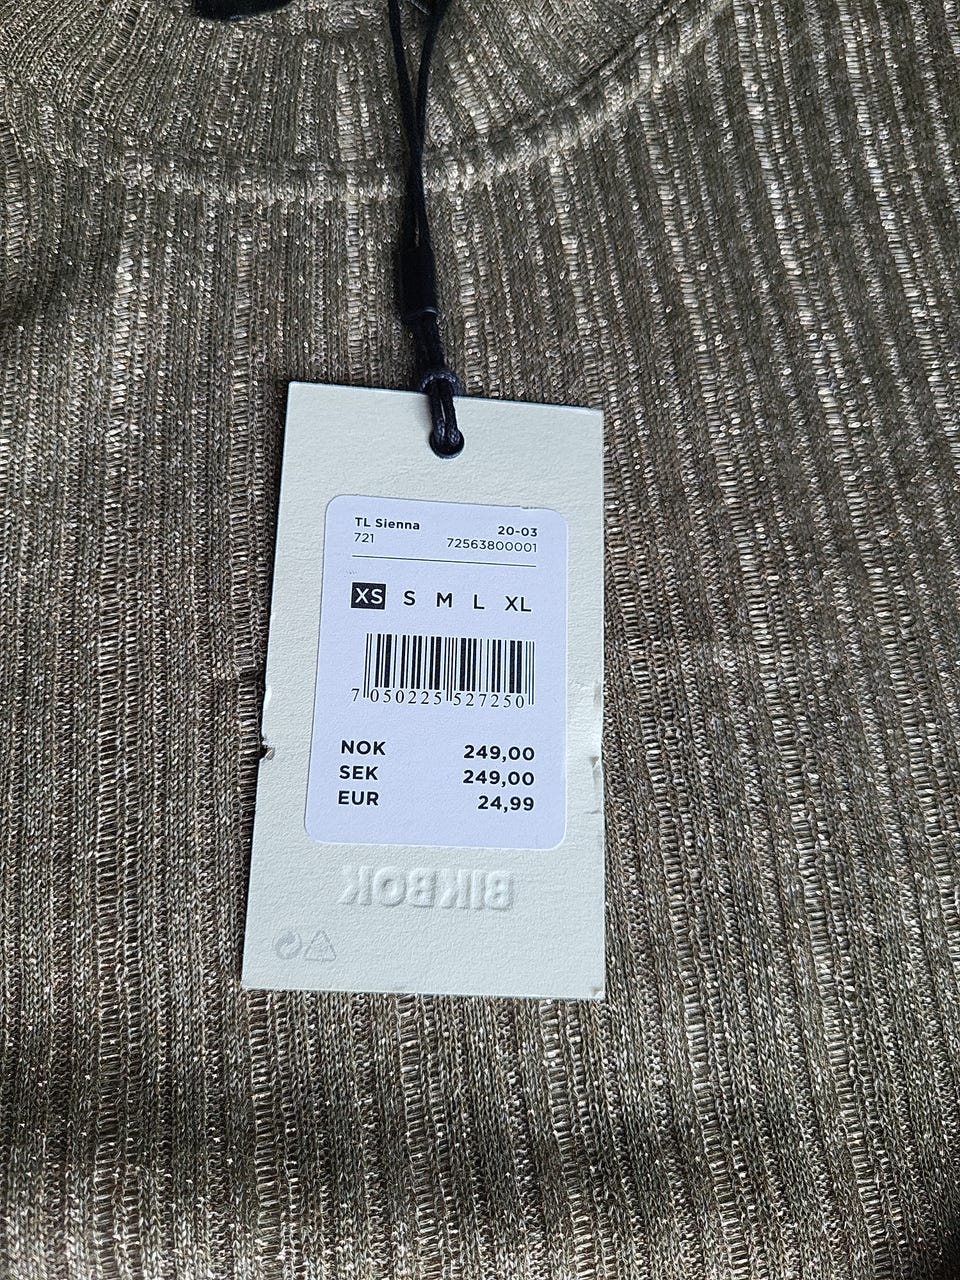 TL Sienna 20-03
721 72563800001
XS S M L XL
7 050225 527250
NOK 249,00
SEK 249,00
EUR 24,99
BIKBOK